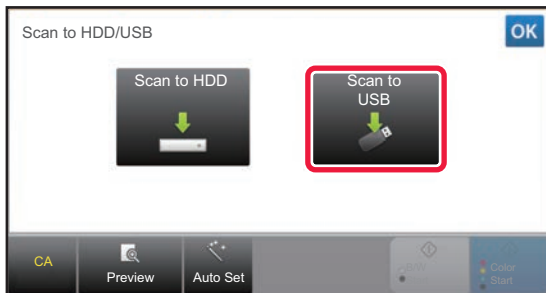 Scan to HDD/USB
OK
Scan to HDD
Scan to
USB
CA
Preview
Auto Set
Color
Start